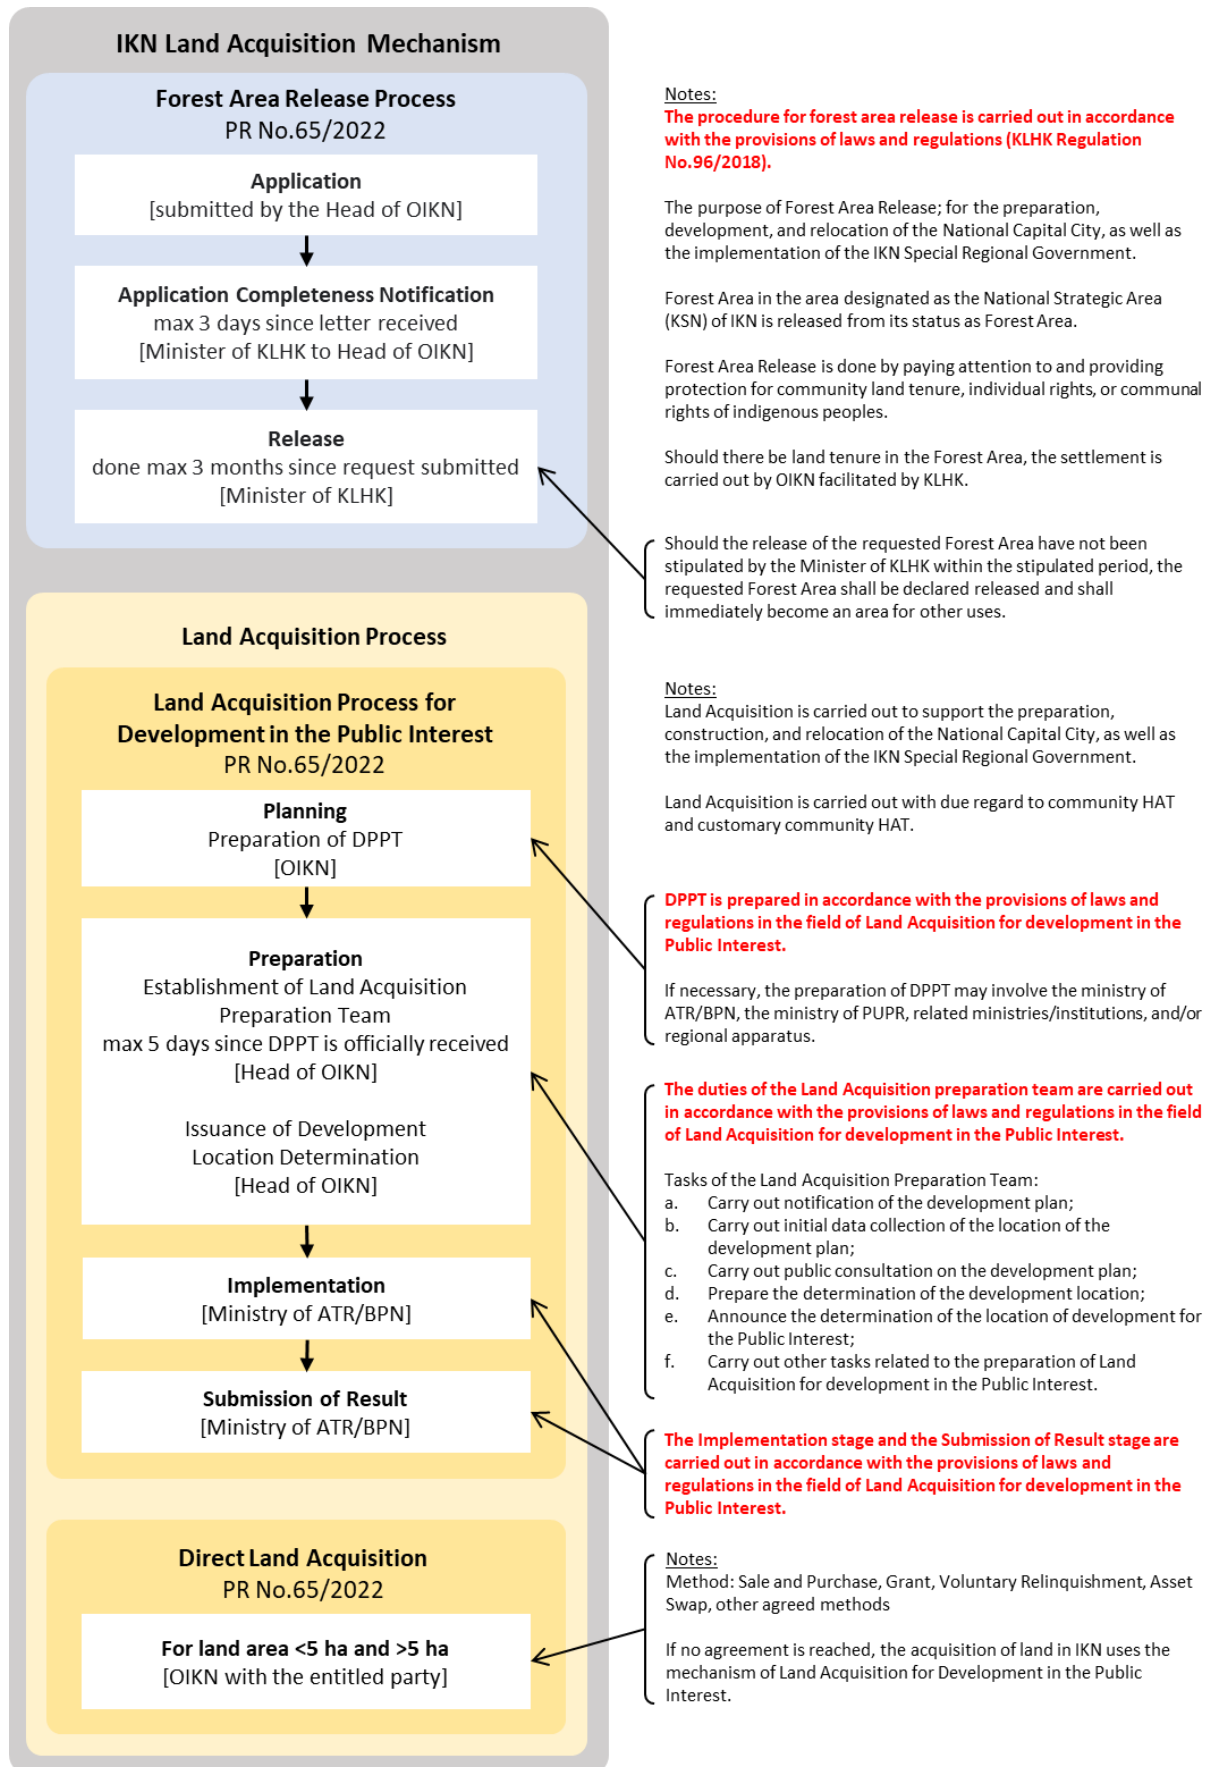 IKN Land Acquisition Mechanism
Forest Area Release Process
PR No.65/2022
Application
[submitted by the Head of OIKN]
Application Completeness Notification
max 3 days since letter received
[Minister of KLHK to Head of OIKN]
Release
done max 3 months since request submitted
[Minister of KLHK]
Notes:
The procedure for forest area release is carried out in accordance
with the provisions of laws and regulations (KLHK Regulation
No.96/2018).
The purpose of Forest Area Release; for the preparation,
development, and relocation of the National Capital City, as well as
the implementation of the IKN Special Regional Government.
Forest Area in the area designated as the National Strategic Area
(KSN) of IKN is released from its status as Forest Area.
Forest Area Release is done by paying attention to and providing
protection for community land tenure, individual rights, or communal
rights of indigenous peoples.
Should there be land tenure in the Forest Area, the settlement is
carried out by OIKN facilitated by KLHK.
Should the release of the requested Forest Area have not been
stipulated by the Minister of KLHK within the stipulated period, the
requested Forest Area shall be declared released and shall
immediately become an area for other uses.
Land Acquisition Process
Land Acquisition Process for
Development in the Public Interest
PR No.65/2022
Planning
Preparation of DPPT
[OIKN]
Preparation
Establishment of Land Acquisition
Preparation Team
max 5 days since DPPT is officially received
[Head of OIKN]
Issuance of Development
Location Determination
[Head of OIKN]
Implementation
[Ministry of ATR/BPN]
Submission of Result
[Ministry of ATR/BPN]
Notes:
Land Acquisition is carried out to support the preparation,
construction, and relocation of the National Capital City, as well as
the implementation of the IKN Special Regional Government.
Land Acquisition is carried out with due regard to community HAT
and customary community HAT.
DPPT is prepared in accordance with the provisions of laws and
regulations in the field of Land Acquisition for development in the
Public Interest.
If necessary, the preparation of DPPT may involve the ministry of
ATR/BPN, the ministry of PUPR, related ministries/institutions, and/or
regional apparatus.
The duties of the Land Acquisition preparation team are carried out
in accordance with the provisions of laws and regulations in the field
of Land Acquisition for development in the Public Interest.
Tasks of the Land Acquisition Preparation Team:
a. Carry out notification of the development plan;
b. Carry out initial data collection of the location of the
development plan;
c. Carry out public consultation on the development plan;
d. Prepare the determination of the development location;
e. Announce the determination of the location of development for
the Public Interest;
f. Carry out other tasks related to the preparation of Land
Acquisition for development in the Public Interest.
The Implementation stage and the Submission of Result stage are
carried out in accordance with the provisions of laws and
regulations in the field of Land Acquisition for development in the
Public Interest.
Direct Land Acquisition
PR No.65/2022
For land area <5 ha and >5 ha
[OIKN with the entitled party]
Notes:
Method: Sale and Purchase, Grant, Voluntary Relinquishment, Asset
Swap, other agreed methods
If no agreement is reached, the acquisition of land in IKN uses the
mechanism of Land Acquisition for Development in the Public
Interest.